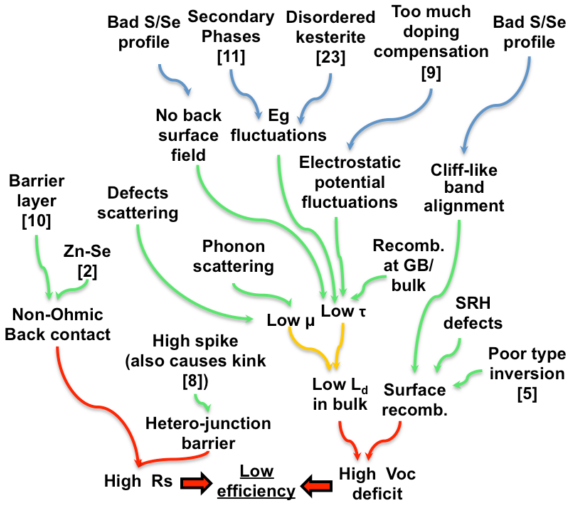 Bad S/Se
profile
Secondary
Phases
[11]
Disordered
kesterite
[23]
Too much
doping
compensation
[9]
Bad S/Se
profile
No back
surface
field
Eg
fluctuations
Electrostatic
potential
fluctuations
Cliff-like
band
alignment
Barrier
layer
[10]
Defects
scattering
Zn-Se
[2]
Phonon
scattering
Recomb.
at GB/
bulk
Non-Ohmic
Back contact
Low μ
Low τ
SRH
defects
High spike
(also causes kink
[8])
Poor type
inversion
[5]
Low Ld
in bulk
Surface
recomb.
Hetero-junction
barrier
High Rs
Low
efficiency
High Voc
deficit